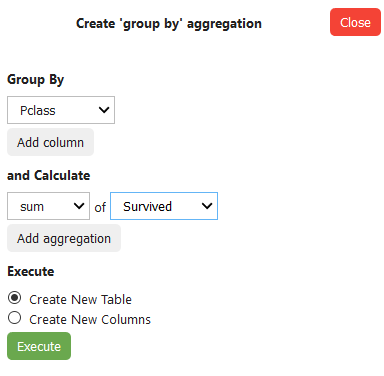 Create 'group by' aggregation
Close
Group By
Pclass
Add column
and Calculate
sum of Survived
Add aggregation
Execute
Create New Table
Create New Columns
Execute